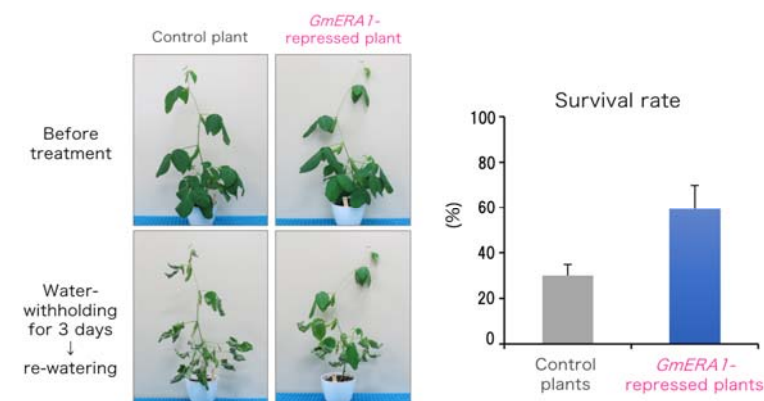 Control plant
GmERA1-
repressed plant
Before
treatment
Water-
withholding
for 3 days
↓
re-watering
Survival rate
(%)
100
80
60
40
20
0
Control
plants
GmERA1-
repressed plants